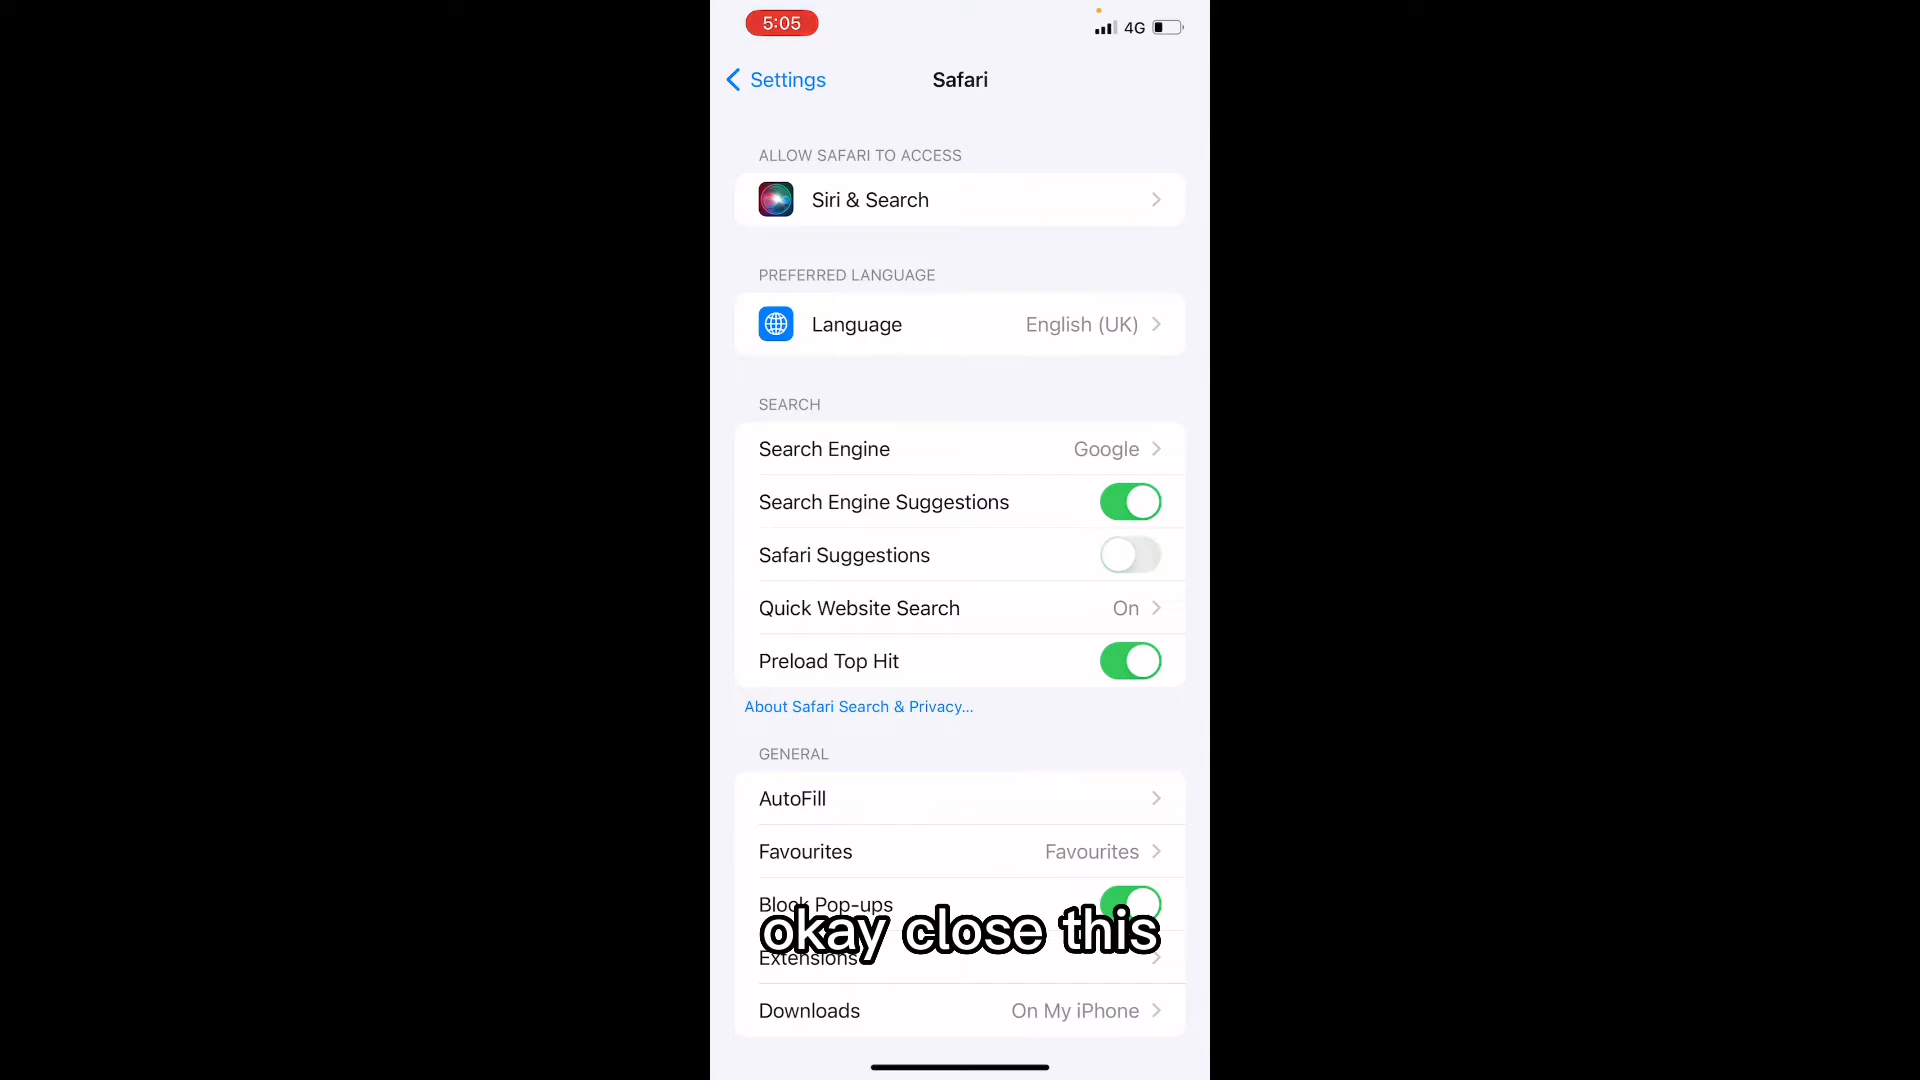 5:05
4G
Settings
Safari
ALLOW SAFARI TO ACCESS
Siri & Search
PREFERRED LANGUAGE
Language English (UK)
SEARCH
Search Engine Google
Search Engine Suggestions
Safari Suggestions
Quick Website Search On
Preload Top Hit
About Safari Search & Privacy...
GENERAL
AutoFill
Favourites Favourites
Block Pop-ups
okay close this
Extensions
Downloads On My iPhone